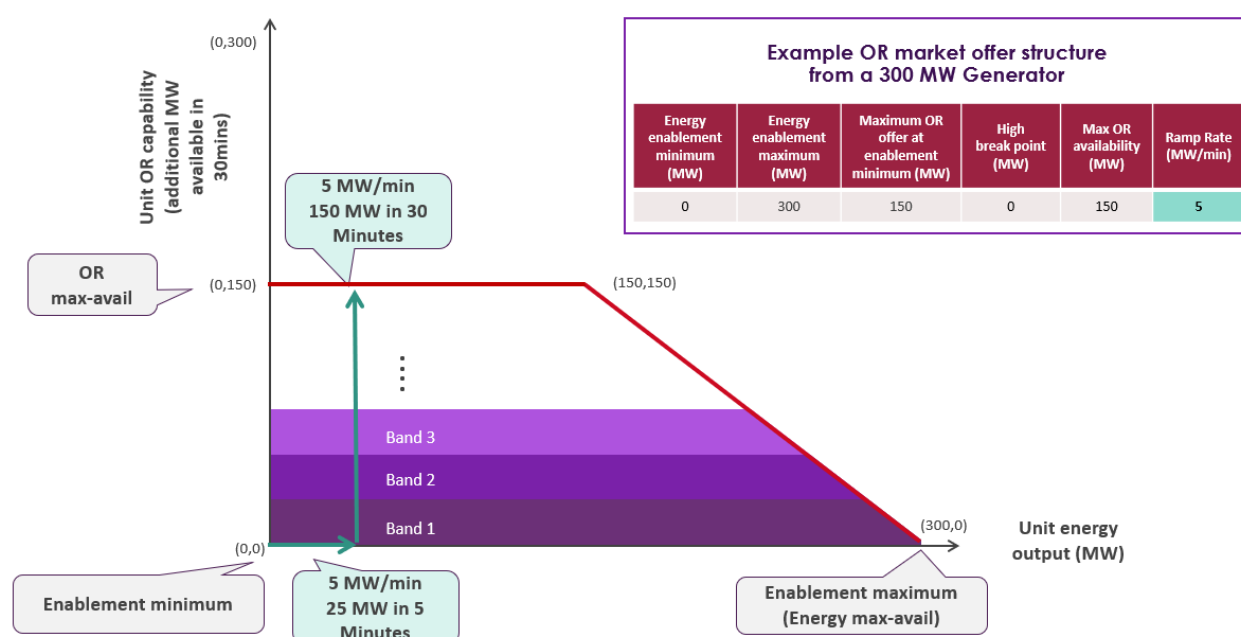 (0,300)
Unit OR capability
(additional MW
available in
30mins)
Example OR market offer structure
from a 300 MW Generator
Energy
enablement
minimum
(MW)
Energy
enablement
maximum
(MW)
Maximum OR
offer at
enablement
minimum (MW)
High
break point
(MW)
Max OR
availability
(MW)
Ramp Rate
(MW/min)
0
300
150
0
150
5
5 MW/min
150 MW in 30
Minutes
OR
max-avail
(0,150)
(150,150)
Band 3
Band 2
Band 1
(0,0)
(300,0)
Unit energy
output (MW)
Enablement minimum
5 MW/min
25 MW in 5
Minutes
Enablement maximum
(Energy max-avail)